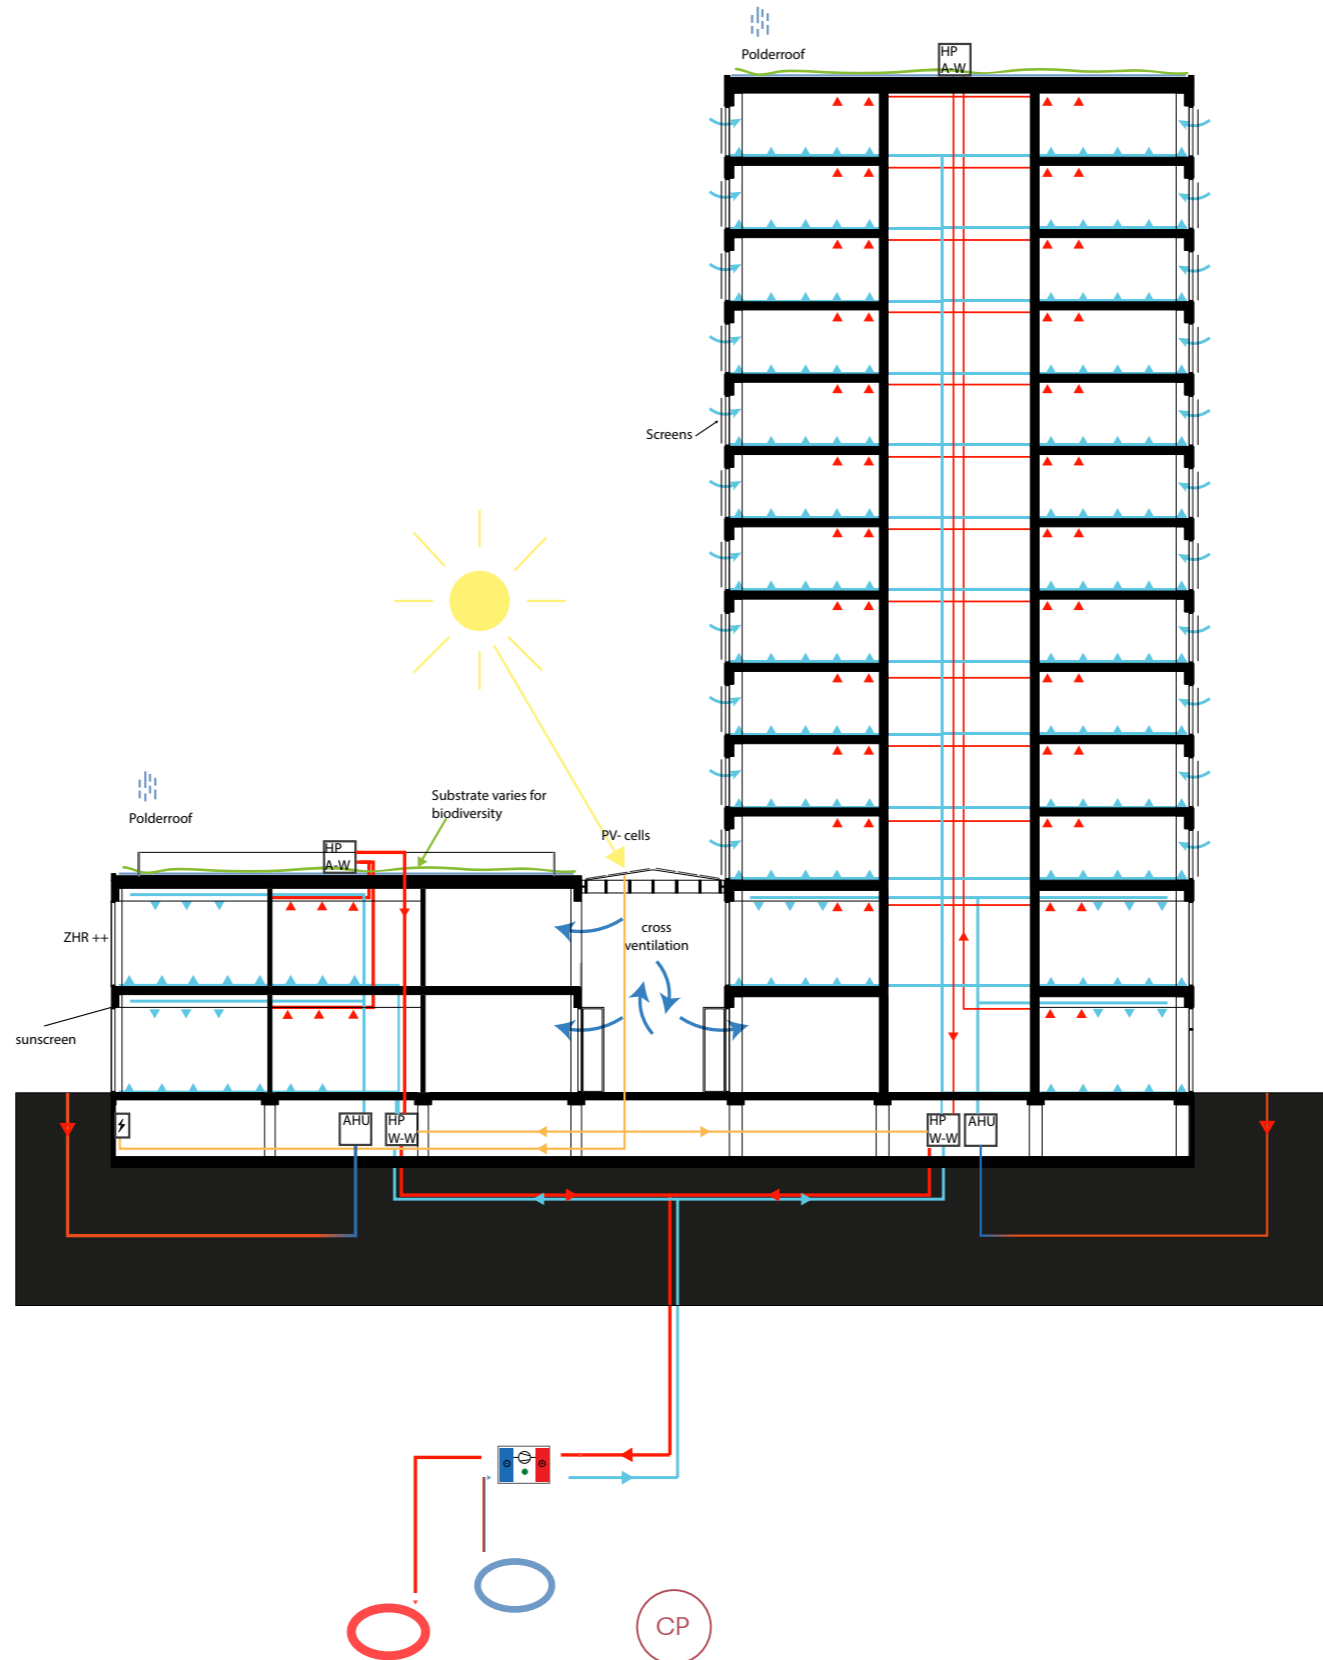 Polderroof
HP
A-W
Screens
Polderroof
Substrate varies for
biodiversity
PV- cells
HP
A-W
ZHR ++
cross
ventilation
sunscreen
AHU
HP
W-W
HP
W-W
AHU
CP